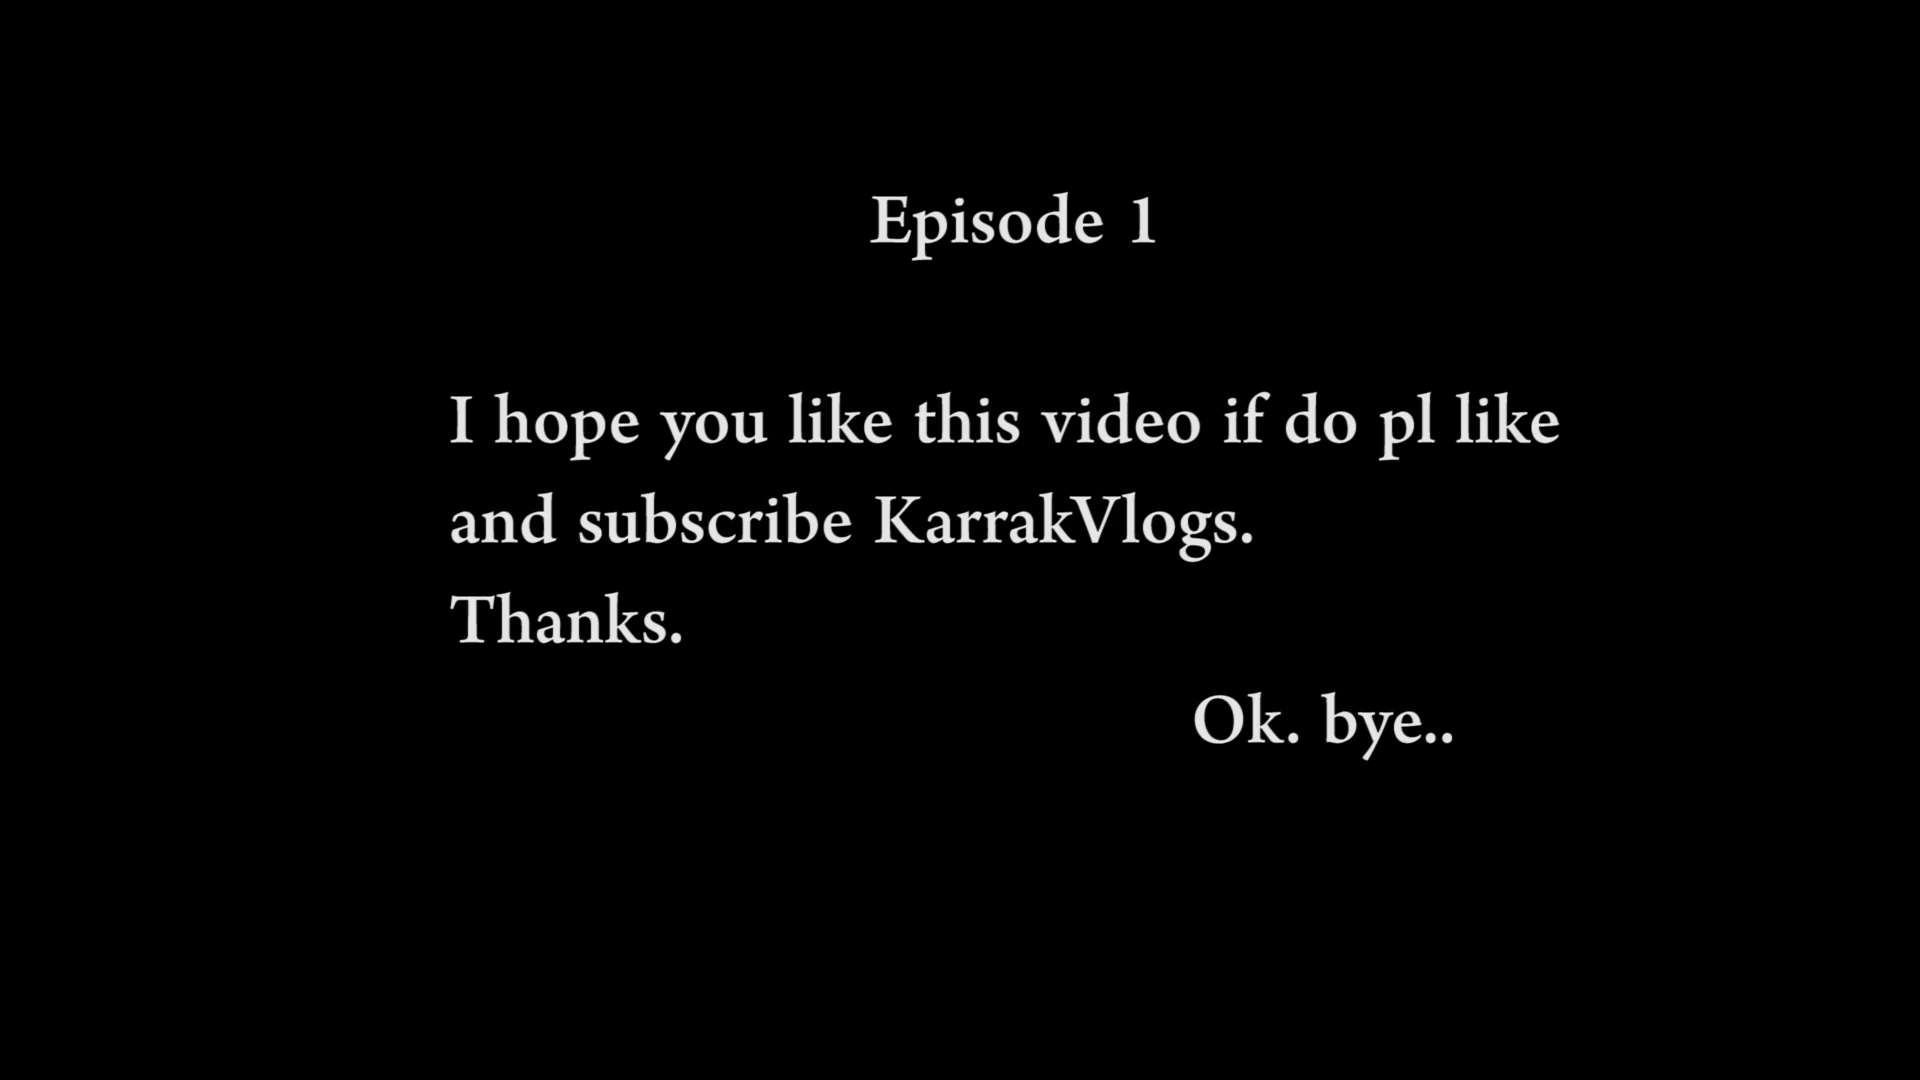 Episode 1
I hope you like this video if do pl like
and subscribe KarrakVlogs.
Thanks.
Ok. bye..